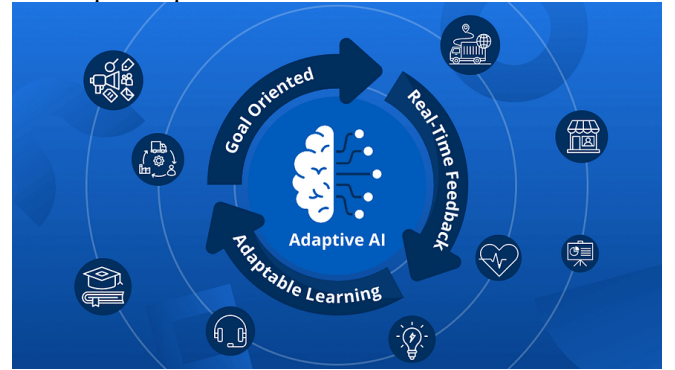 Goal Oriented
Real-Time Feedback
Adaptable Learning
Adaptive AI